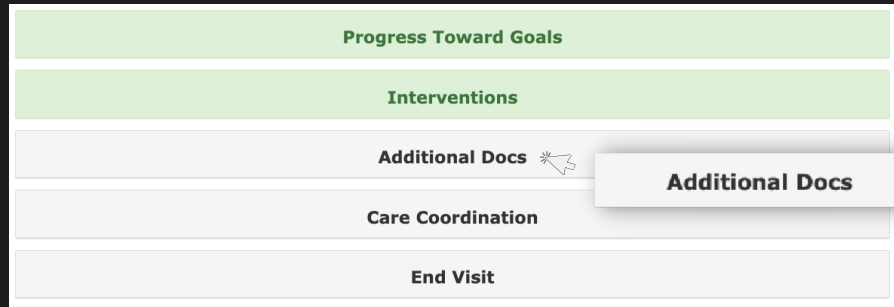 Progress Toward Goals
Interventions
Additional Docs
Additional Docs
Care Coordination
End Visit